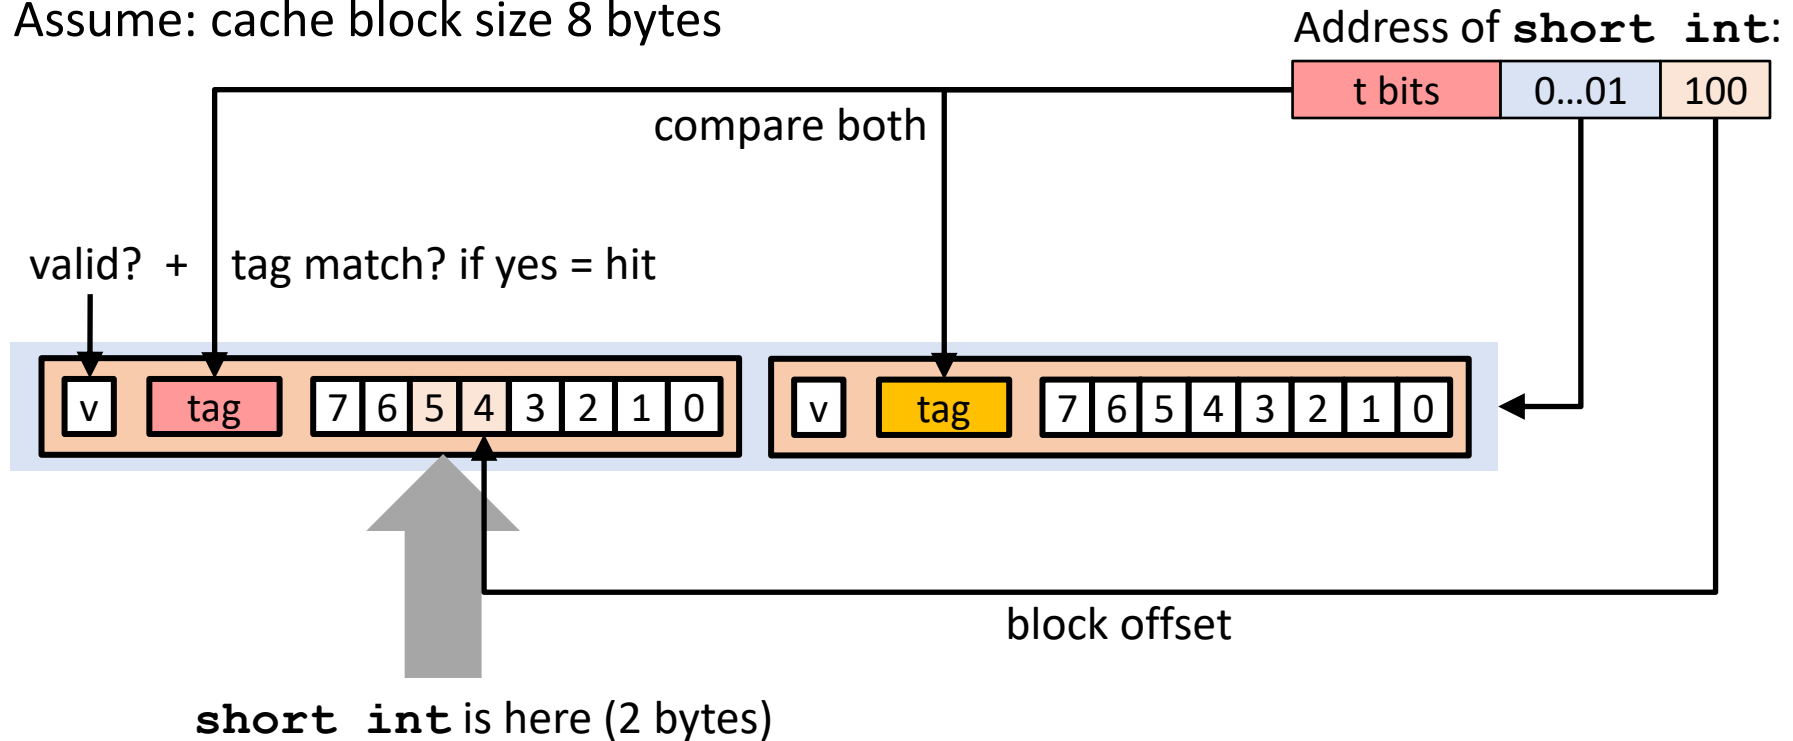 Assume: cache block size 8 bytes
Address of short int:
t bits 0...01 100
compare both
valid? + tag match? if yes = hit
v tag 7 6 5 4 3 2 1 0 v tag 7 6 5 4 3 2 1 0
block offset
short int is here (2 bytes)